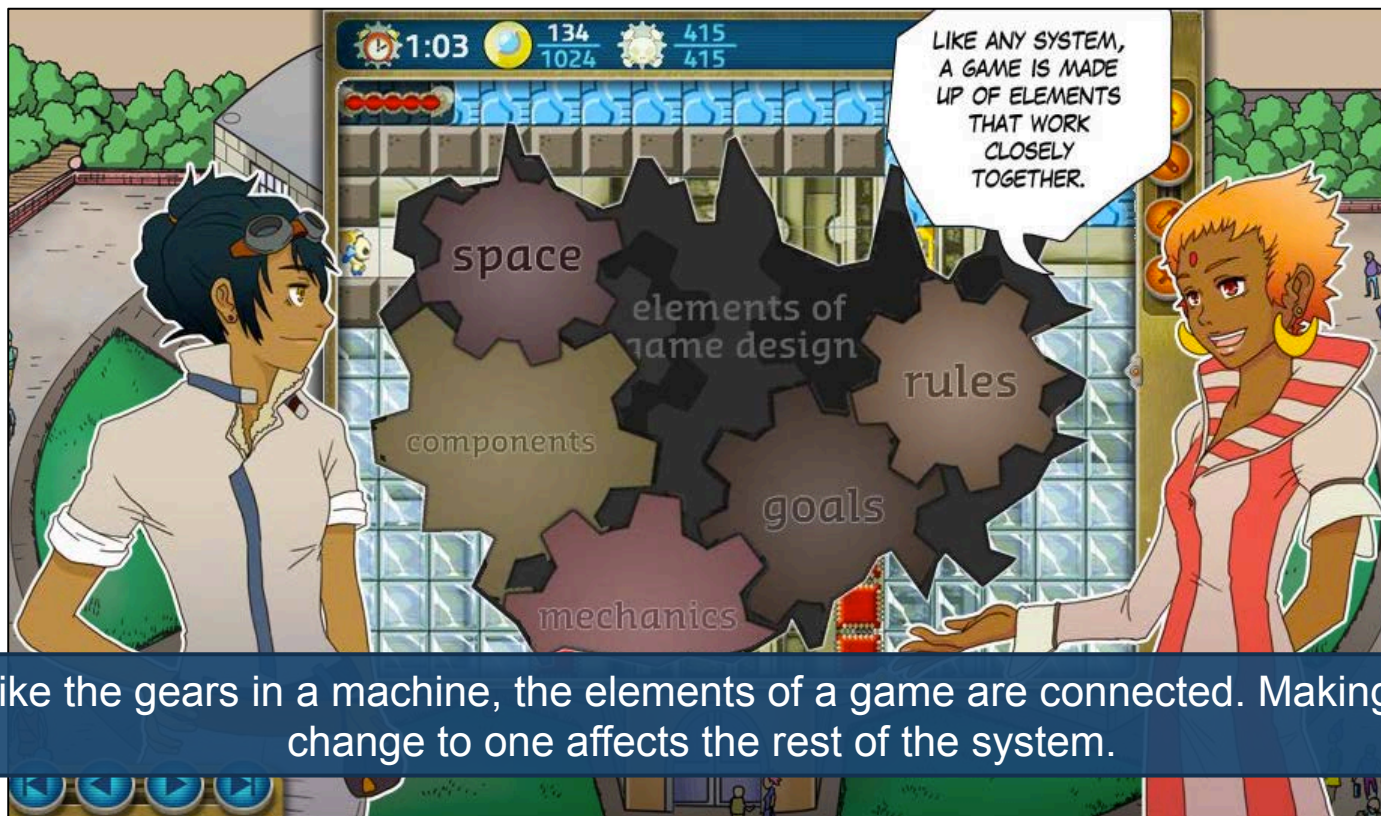 1:03
134
1024
415
415
LIKE ANY SYSTEM,
A GAME IS MADE
UP OF ELEMENTS
THAT WORK
CLOSELY
TOGETHER.
space
elements of
game design
rules
components
goals
mechanics
ike the gears in a machine, the elements of a game are connected. Making
change to one affects the rest of the system.